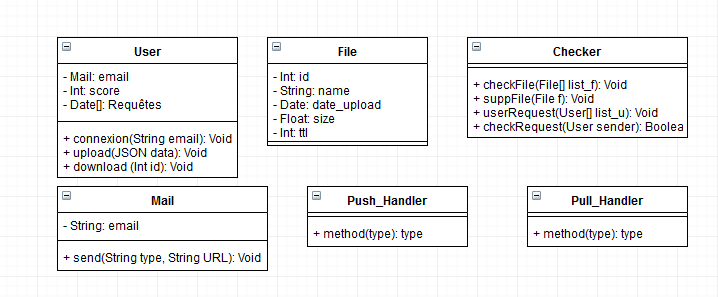 User
- Mail: email
- Int: score
- Date[]: Requêtes
+ connexion(String email): Void
+ upload(JSON data): Void
+ download (Int id): Void
File
- Int: id
- String: name
- Date: date_upload
- Float: size
- Int: ttl
Checker
+ checkFile(File[] list_f): Void
+ suppFile(File f): Void
+ userRequest(User[] list_u): Void
+ checkRequest(User sender): Boolea
Mail
- String: email
+ send(String type, String URL): Void
Push_Handler
+ method(type): type
Pull_Handler
+ method(type): type